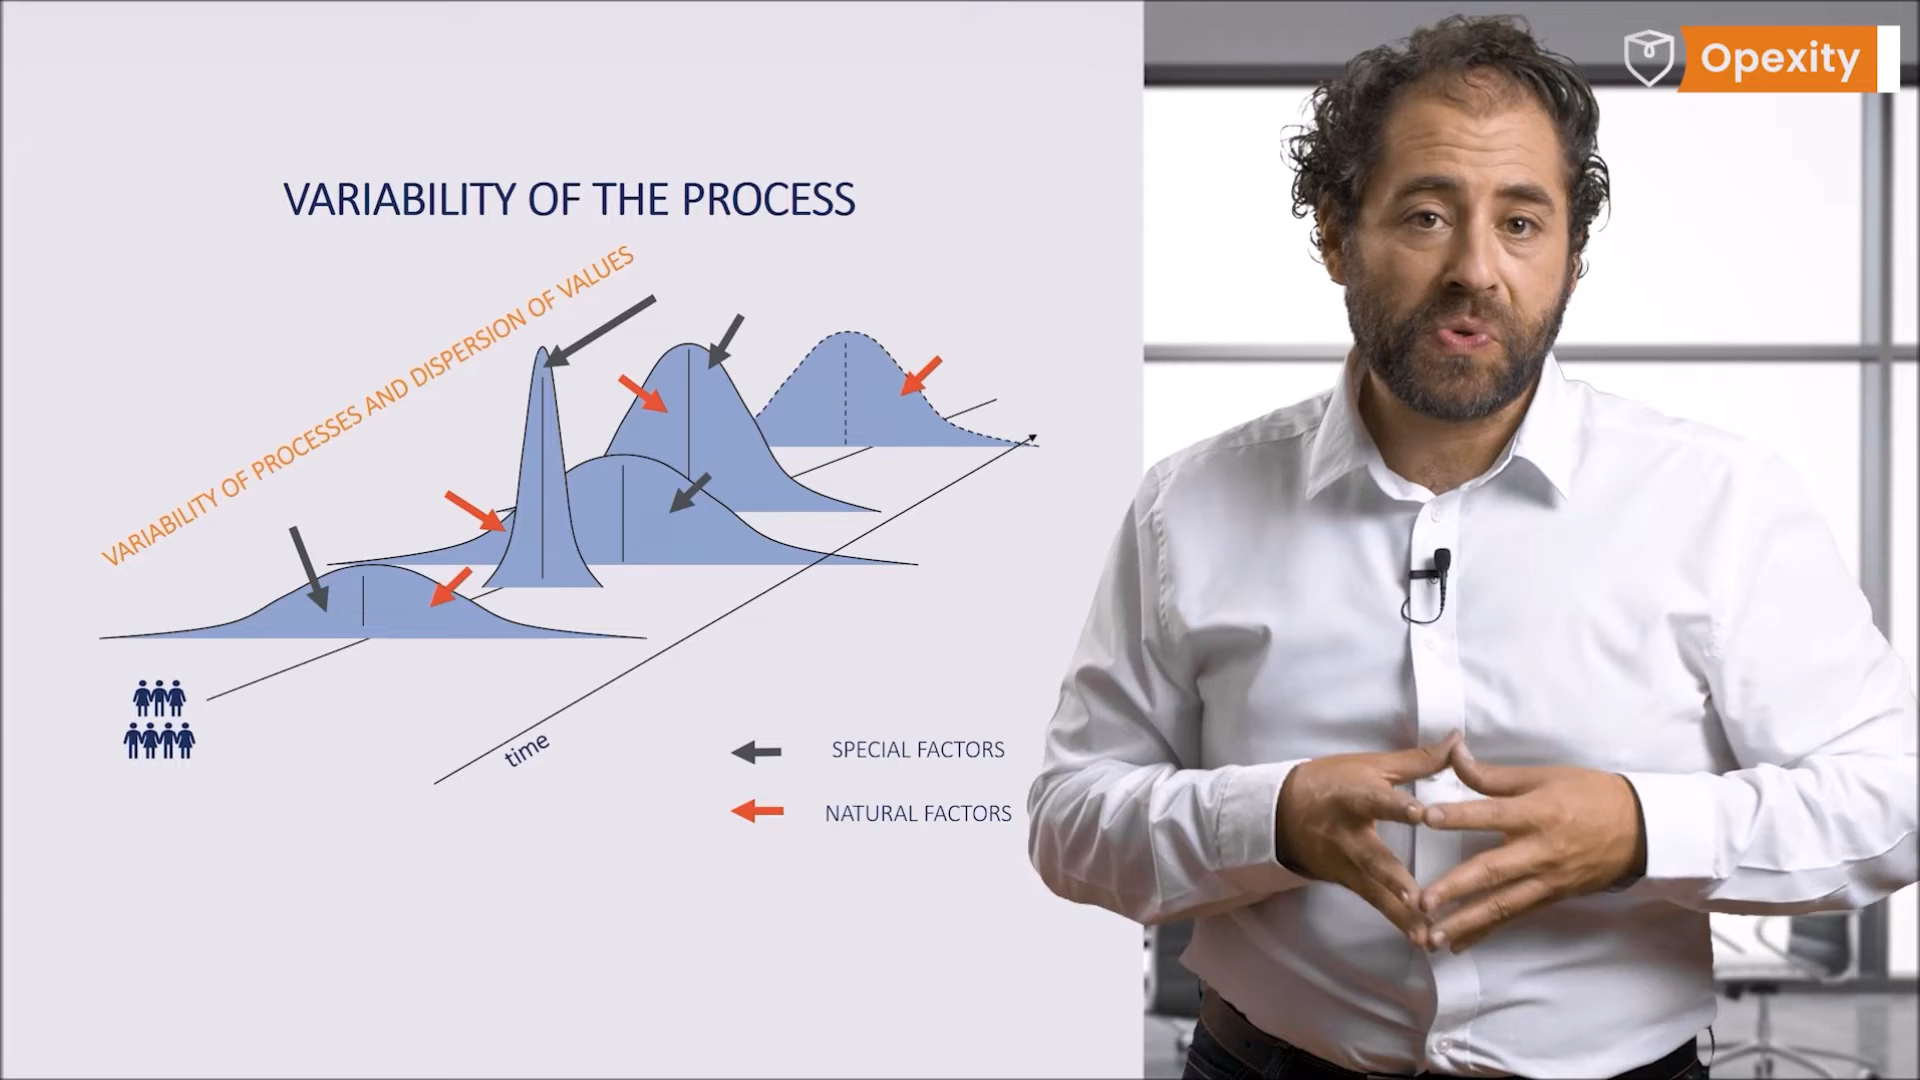 Opexity
VARIABILITY OF THE PROCESS
VARIABILITY OF PROCESSES AND DISPERSION OF VALUES
time
SPECIAL FACTORS
NATURAL FACTORS